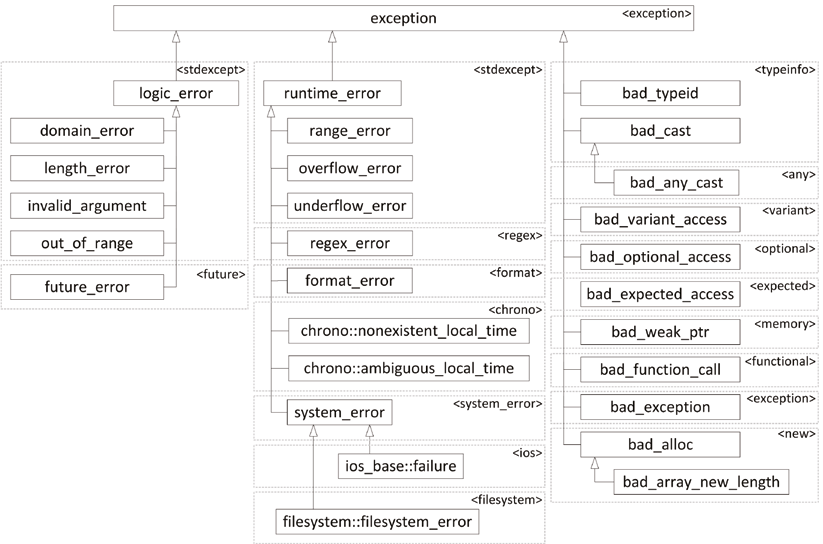 exception <exception>
<stdexcept>
logic_error
domain_error
length_error
invalid_argument
out_of_range
<future>
future_error
<stdexcept>
runtime_error
range_error
overflow_error
underflow_error
<regex>
regex_error
<format>
format_error
<chrono>
chrono::nonexistent_local_time
chrono::ambiguous_local_time
<system_error>
system_error
<ios>
ios_base::failure
<filesystem>
filesystem::filesystem_error
<typeinfo>
bad_typeid
bad_cast
<any>
bad_any_cast
<variant>
bad_variant_access
<optional>
bad_optional_access
<expected>
bad_expected_access
<memory>
bad_weak_ptr
<functional>
bad_function_call
<exception>
bad_exception
<new>
bad_alloc
bad_array_new_length